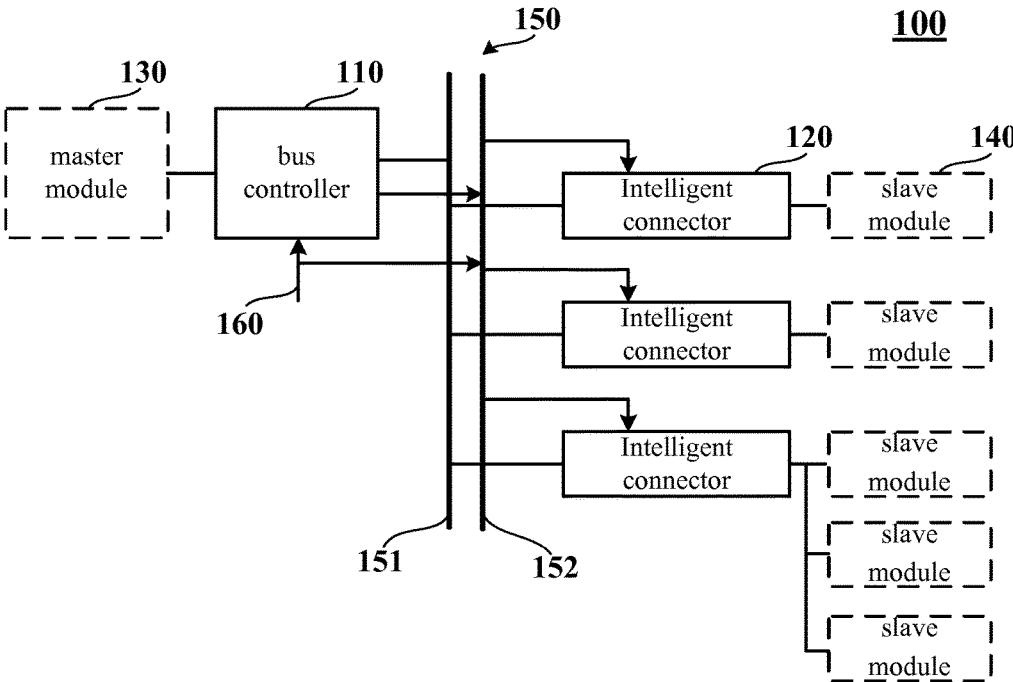 100
150
130
110
master
module
bus
controller
120
140
Intelligent
connector
slave
module
160
Intelligent
connector
slave
module
Intelligent
connector
slave
module
151
152
slave
module
slave
module